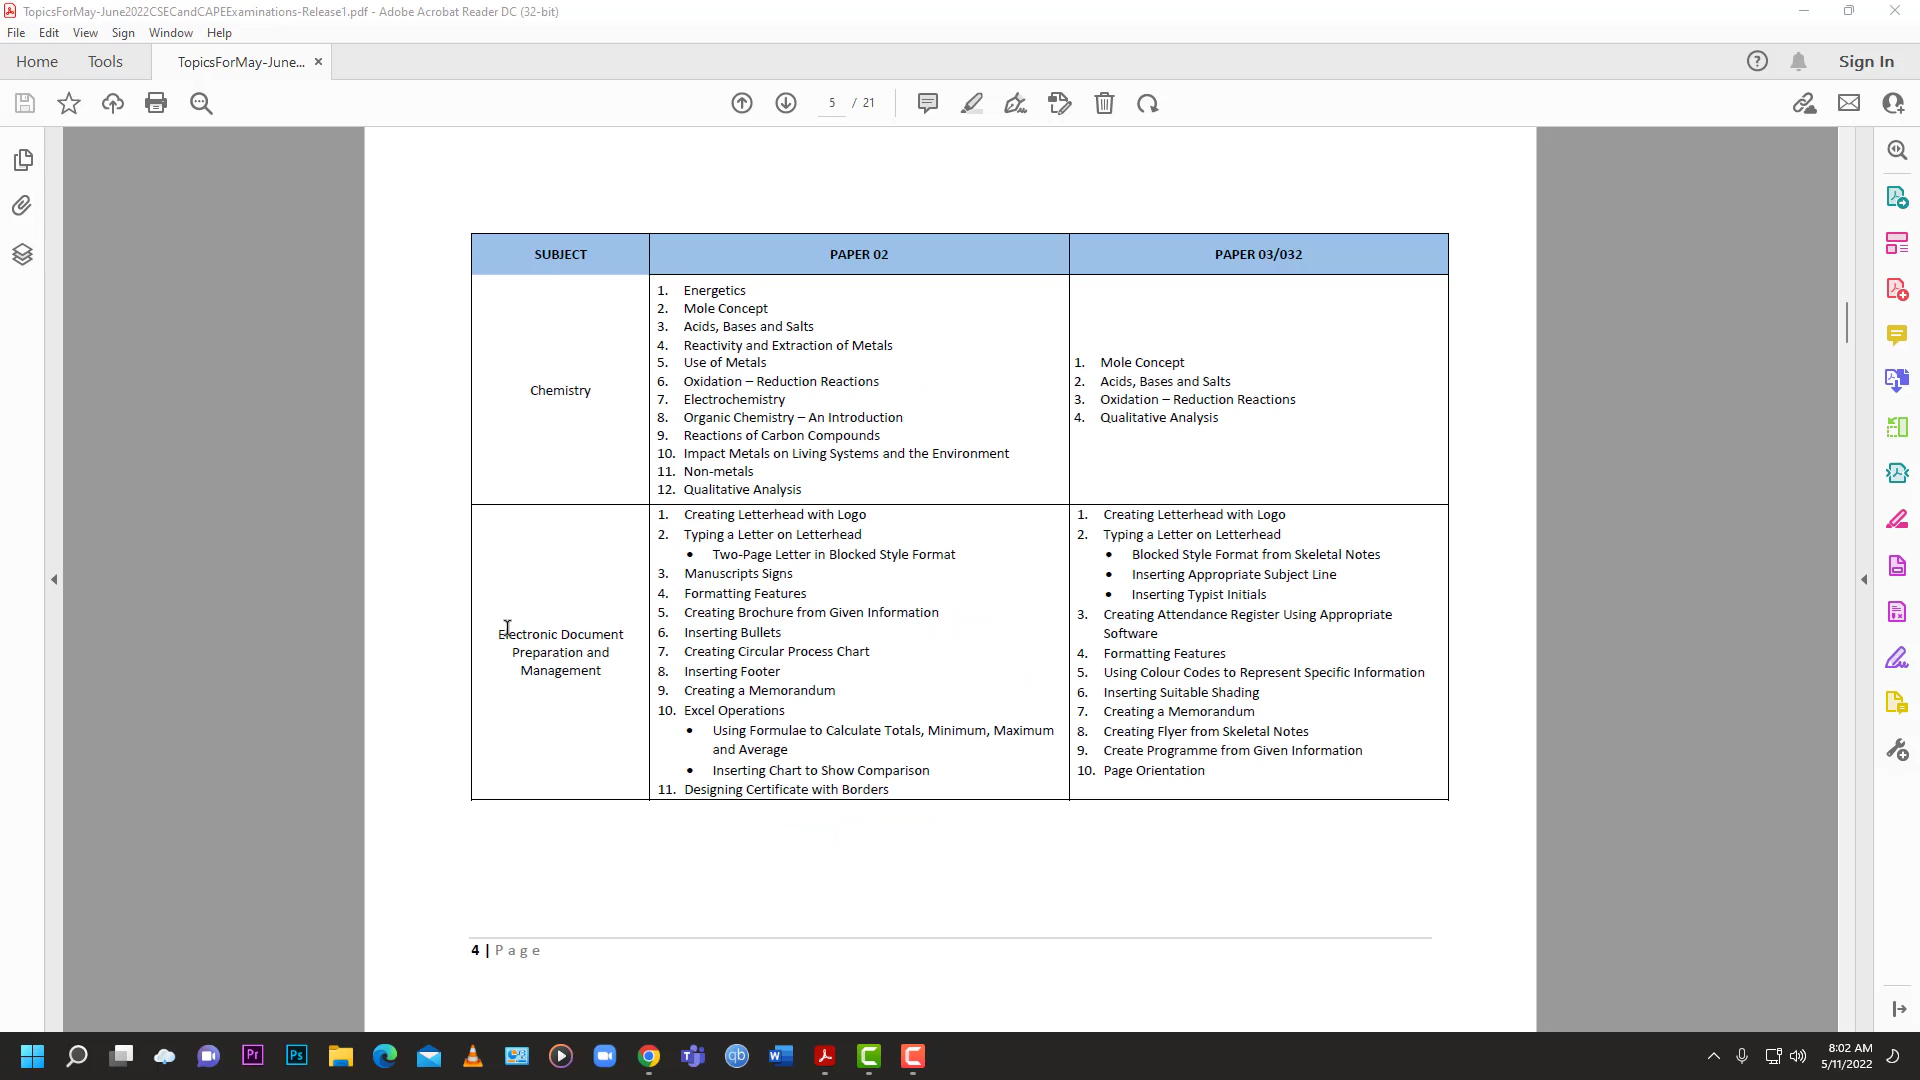 TopicsForMay-June2022CSECandCAPEExaminations-Release1.pdf - Adobe Acrobat Reader DC (32-bit)
File Edit View Sign Window Help
Home Tools TopicsForMay-June... × Sign In
5 / 21
SUBJECT PAPER 02 PAPER 03/032
Chemistry
1. Energetics
2. Mole Concept
3. Acids, Bases and Salts
4. Reactivity and Extraction of Metals
5. Use of Metals
6. Oxidation – Reduction Reactions
7. Electrochemistry
8. Organic Chemistry – An Introduction
9. Reactions of Carbon Compounds
10. Impact Metals on Living Systems and the Environment
11. Non-metals
12. Qualitative Analysis
1. Mole Concept
2. Acids, Bases and Salts
3. Oxidation – Reduction Reactions
4. Qualitative Analysis
Electronic Document
Preparation and
Management
1. Creating Letterhead with Logo
2. Typing a Letter on Letterhead
• Two-Page Letter in Blocked Style Format
3. Manuscripts Signs
4. Formatting Features
5. Creating Brochure from Given Information
6. Inserting Bullets
7. Creating Circular Process Chart
8. Inserting Footer
9. Creating a Memorandum
10. Excel Operations
• Using Formulae to Calculate Totals, Minimum, Maximum
and Average
• Inserting Chart to Show Comparison
11. Designing Certificate with Borders
1. Creating Letterhead with Logo
2. Typing a Letter on Letterhead
• Blocked Style Format from Skeletal Notes
• Inserting Appropriate Subject Line
• Inserting Typist Initials
3. Creating Attendance Register Using Appropriate
Software
4. Formatting Features
5. Using Colour Codes to Represent Specific Information
6. Inserting Suitable Shading
7. Creating a Memorandum
8. Creating Flyer from Skeletal Notes
9. Create Programme from Given Information
10. Page Orientation
4 | Page
Pr Ps qb
8:02 AM
5/11/2022